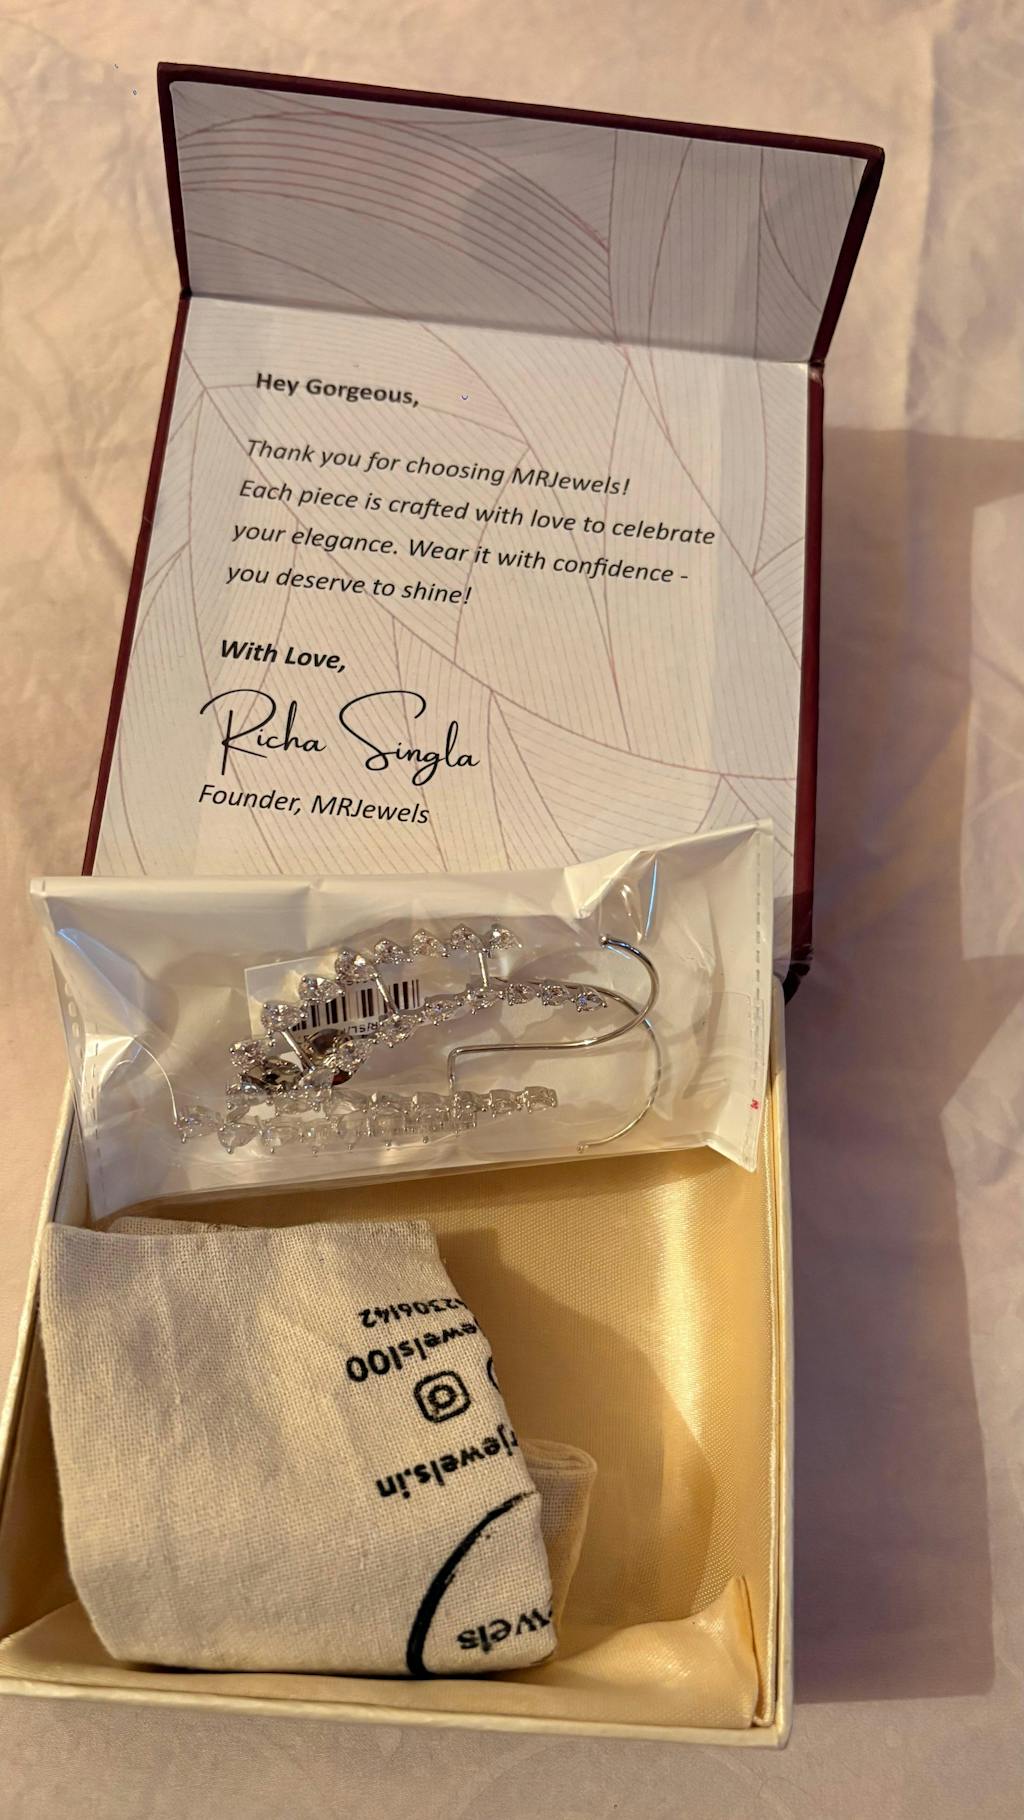 Hey Gorgeous,
Thank you for choosing MRJewels!
Each piece is crafted with love to celebrate
your elegance. Wear it with confidence -
you deserve to shine!
With Love,
Richa Singla
Founder, MRJewels